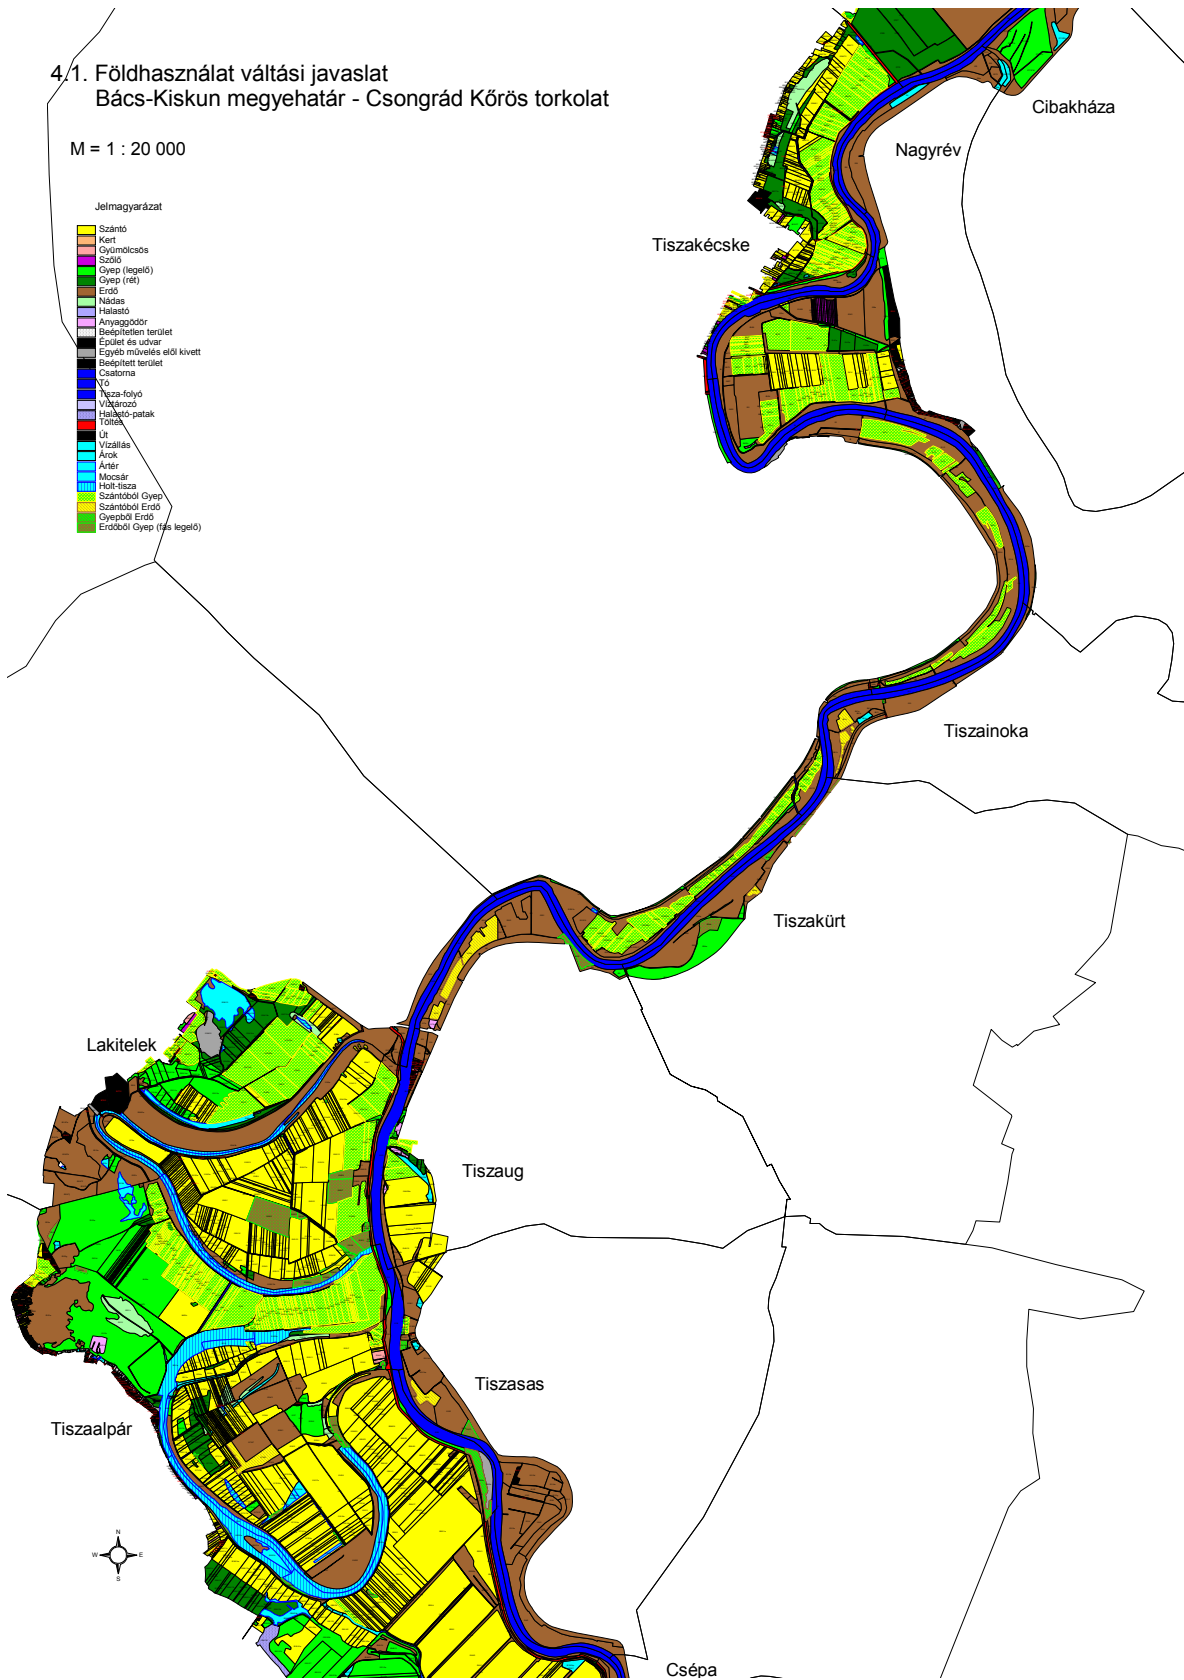 4.1. Földhasználat váltási javaslat
Bács-Kiskun megyehatár - Csongrád Kőrös torkolat
M = 1 : 20 000
Jelmagyarázat
Szántó
Kert
Gyümölcsös
Szőlő
Gyep (legelő)
Gyep (rét)
Erdő
Nádas
Halastó
Anyaggödör
Beépítetlen terület
Épület és udvar
Egyéb művelés elől kivett
Beépített terület
Csatorna
Tó
Tisza-folyó
Víztározó
Halastó-patak
Töltés
Út
Vízállás
Árok
Ártér
Mocsár
Holt-tisza
Szántóból Gyep
Szántóból Erdő
Gyepből Erdő
Erdőből Gyep (fás legelő)
Cibakháza
Nagyrév
Tiszakécske
Tiszainoka
Tiszakürt
Lakitelek
Tiszaug
Tiszasas
Tiszaalpár
N
W E
S
Csépa